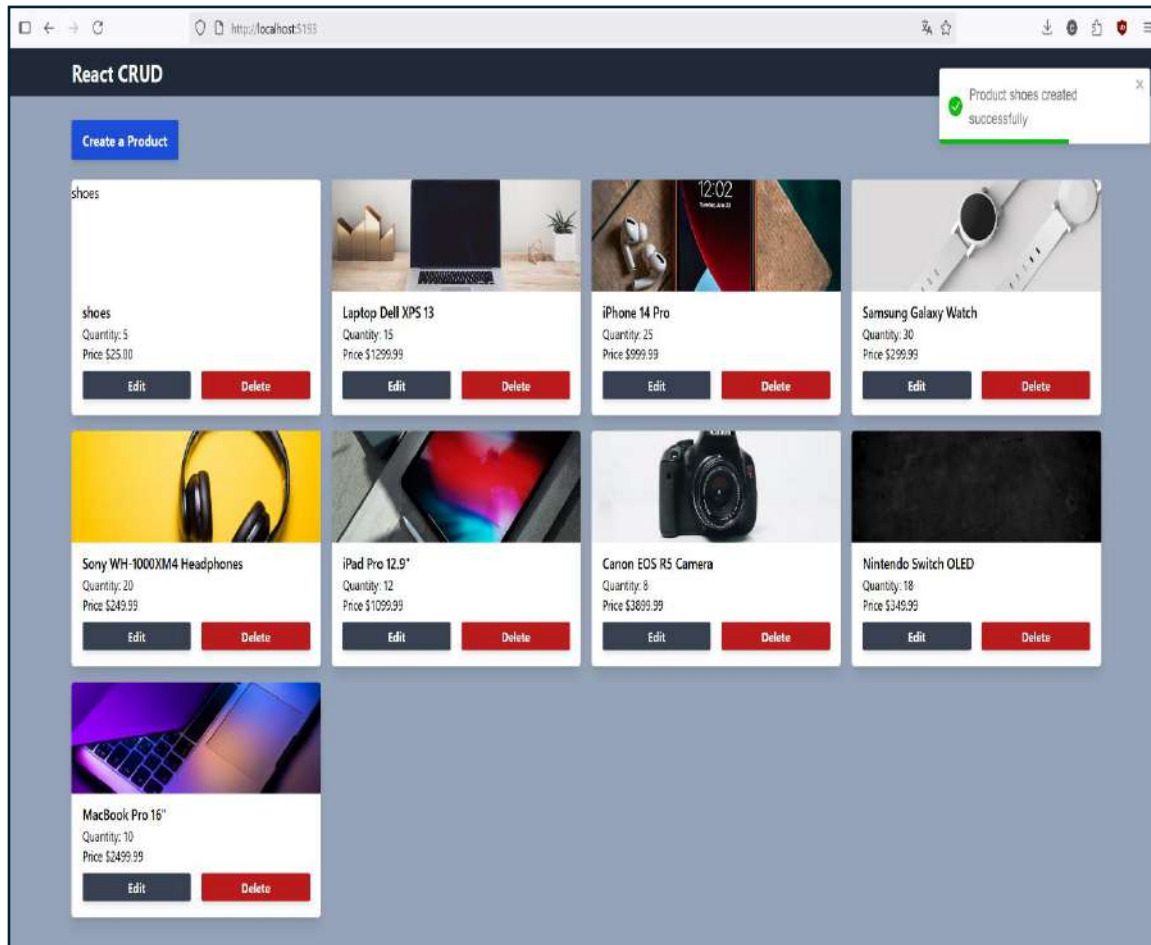 http://localhost:5193
React CRUD
Product shoes created
successfully
Create a Product
shoes
shoes
Quantity: 5
Price $25.00
Edit Delete
Laptop Dell XPS 13
Quantity: 15
Price $1299.99
Edit Delete
12:02
iPhone 14 Pro
Quantity: 25
Price $999.99
Edit Delete
Samsung Galaxy Watch
Quantity: 30
Price $299.99
Edit Delete
Sony WH-1000XM4 Headphones
Quantity: 20
Price $249.99
Edit Delete
iPad Pro 12.9"
Quantity: 12
Price $1099.99
Edit Delete
Canon EOS R5 Camera
Quantity: 8
Price $3899.99
Edit Delete
Nintendo Switch OLED
Quantity: 18
Price $349.99
Edit Delete
MacBook Pro 16"
Quantity: 10
Price $2499.99
Edit Delete